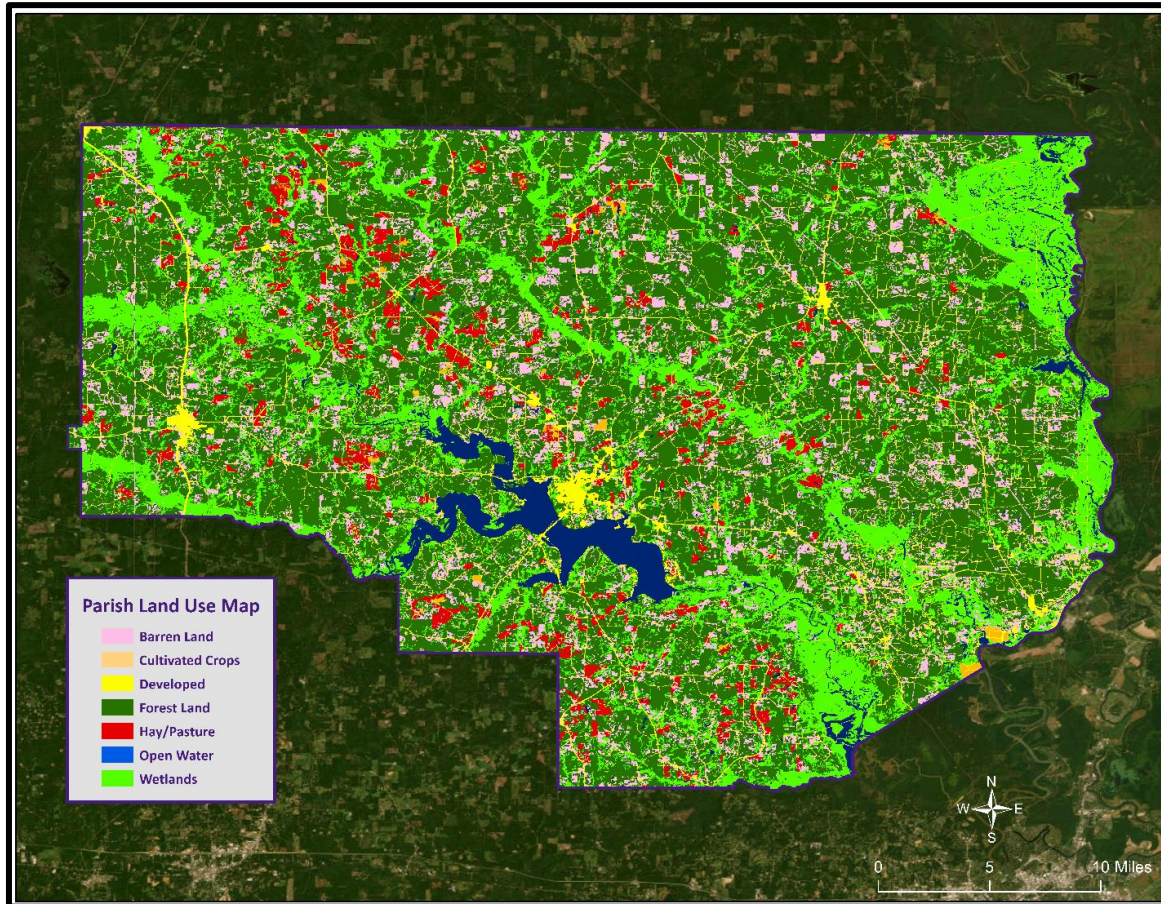 Parish Land Use Map
Barren Land
Cultivated Crops
Developed
Forest Land
Hay/Pasture
Open Water
Wetlands
N
W E
S
0 5 10 Miles